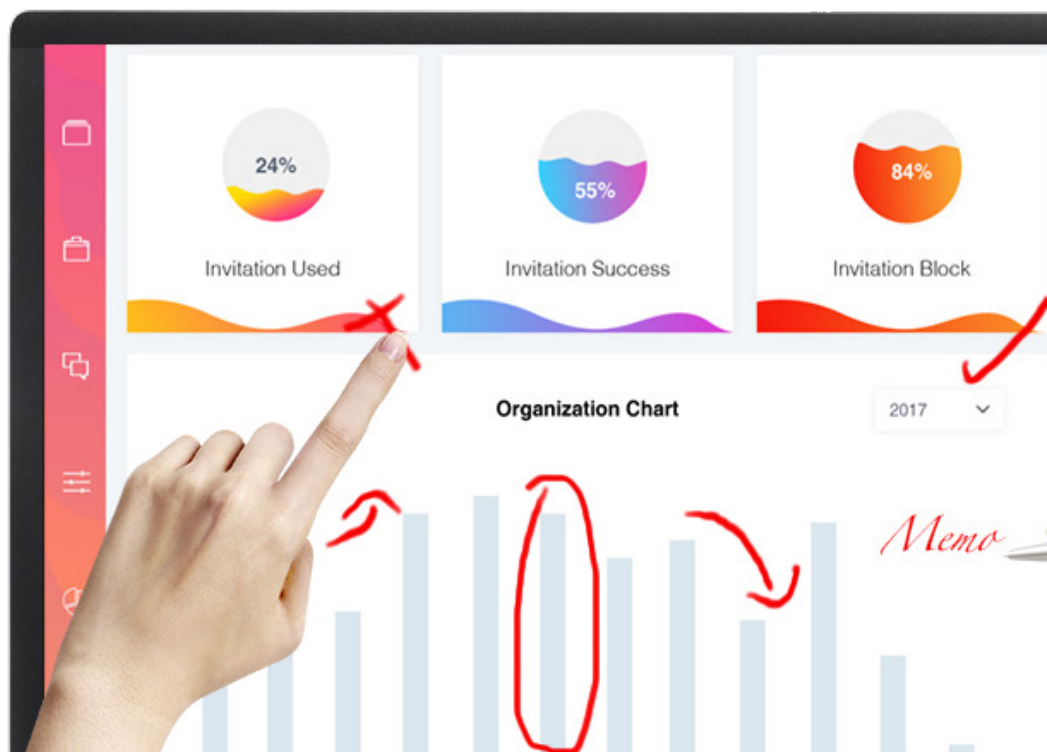 24%
55%
84%
Invitation Used
Invitation Success
Invitation Block
Organization Chart
2017
Memo